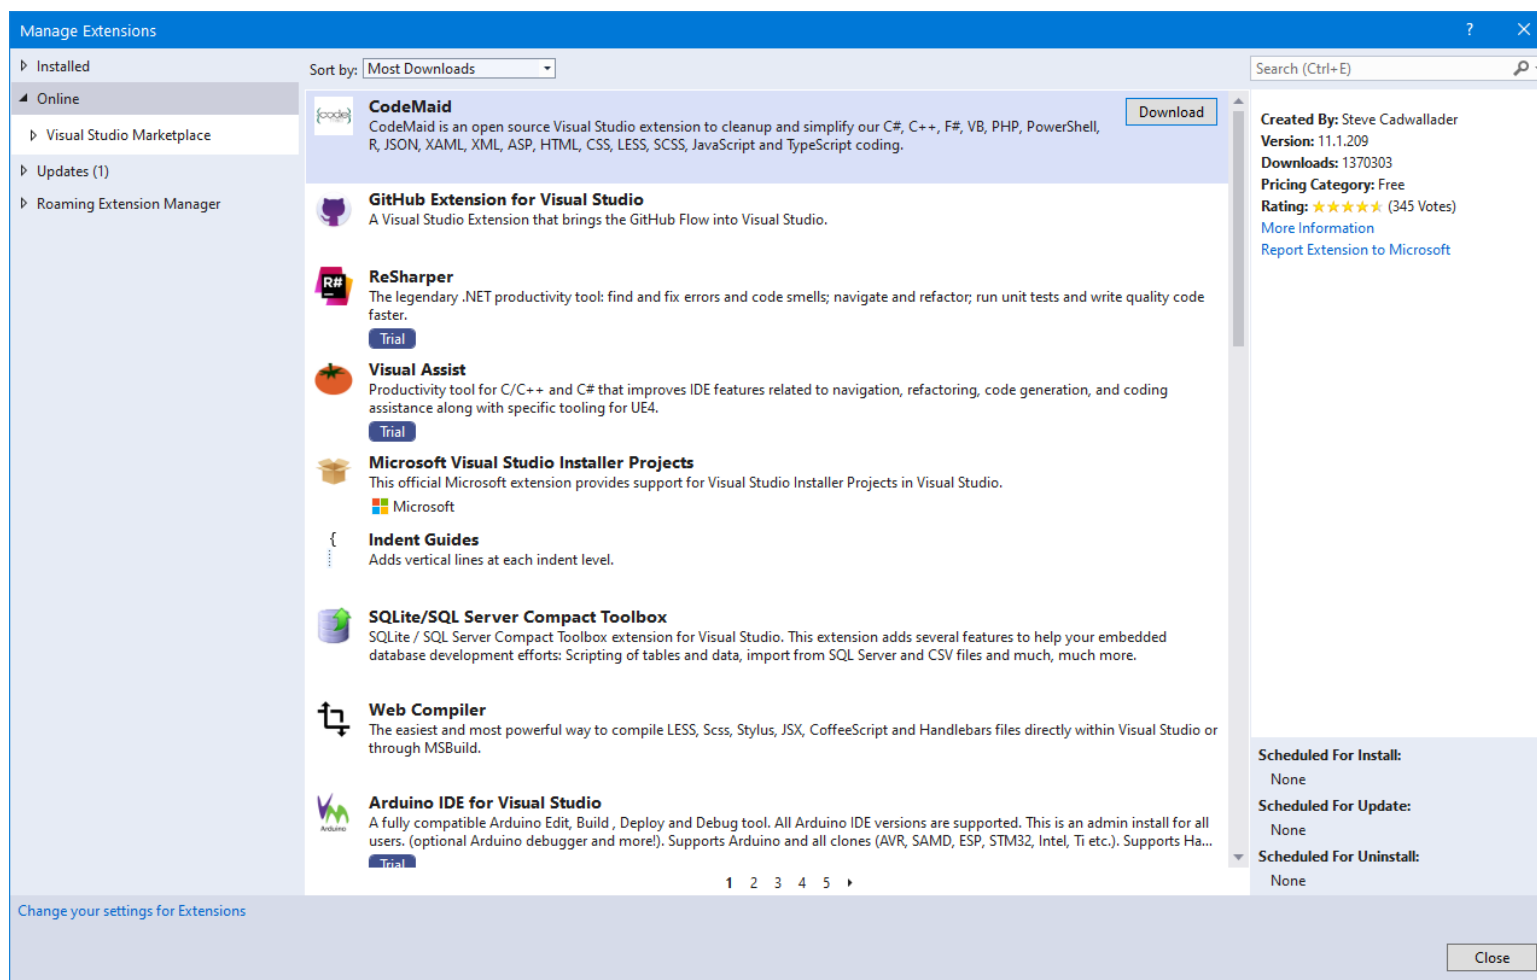 Manage Extensions
?
Installed
Online
Visual Studio Marketplace
Updates (1)
Roaming Extension Manager
Sort by: Most Downloads
Search (Ctrl+E)
{code}
CodeMaid
Download
CodeMaid is an open source Visual Studio extension to cleanup and simplify our C#, C++, F#, VB, PHP, PowerShell,
R, JSON, XAML, XML, ASP, HTML, CSS, LESS, SCSS, JavaScript and TypeScript coding.
GitHub Extension for Visual Studio
A Visual Studio Extension that brings the GitHub Flow into Visual Studio.
R#
ReSharper
The legendary .NET productivity tool: find and fix errors and code smells; navigate and refactor; run unit tests and write quality code
faster.
Trial
Visual Assist
Productivity tool for C/C++ and C# that improves IDE features related to navigation, refactoring, code generation, and coding
assistance along with specific tooling for UE4.
Trial
Microsoft Visual Studio Installer Projects
This official Microsoft extension provides support for Visual Studio Installer Projects in Visual Studio.
Microsoft
{
Indent Guides
Adds vertical lines at each indent level.
SQLite/SQL Server Compact Toolbox
SQLite / SQL Server Compact Toolbox extension for Visual Studio. This extension adds several features to help your embedded
database development efforts: Scripting of tables and data, import from SQL Server and CSV files and much, much more.
Web Compiler
The easiest and most powerful way to compile LESS, Scss, Stylus, JSX, CoffeeScript and Handlebars files directly within Visual Studio or
through MSBuild.
Arduino
Arduino IDE for Visual Studio
A fully compatible Arduino Edit, Build , Deploy and Debug tool. All Arduino IDE versions are supported. This is an admin install for all
users. (optional Arduino debugger and more!). Supports Arduino and all clones (AVR, SAMD, ESP, STM32, Intel, Ti etc.). Supports Ha...
Trial
1 2 3 4 5
Created By: Steve Cadwallader
Version: 11.1.209
Downloads: 1370303
Pricing Category: Free
Rating: (345 Votes)
More Information
Report Extension to Microsoft
Scheduled For Install:
None
Scheduled For Update:
None
Scheduled For Uninstall:
None
Change your settings for Extensions
Close